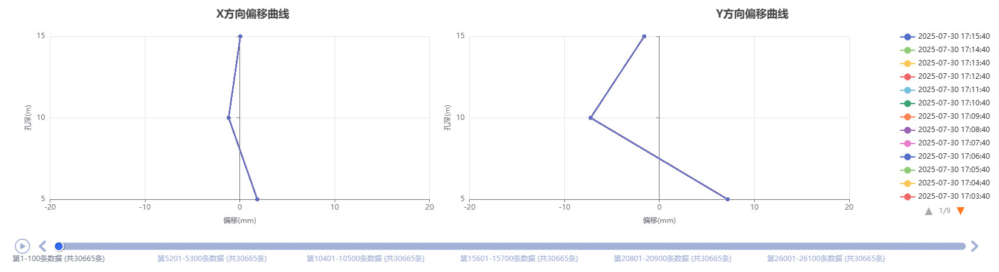 X方向偏移曲线
15
10
5
孔深(m)
-20
-10
0
10
20
偏移(mm)
Y方向偏移曲线
15
10
5
孔深(m)
-20
-10
0
10
20
偏移(mm)
2025-07-30 17:15:40
2025-07-30 17:14:40
2025-07-30 17:13:40
2025-07-30 17:12:40
2025-07-30 17:11:40
2025-07-30 17:10:40
2025-07-30 17:09:40
2025-07-30 17:08:40
2025-07-30 17:07:40
2025-07-30 17:06:40
2025-07-30 17:05:40
2025-07-30 17:04:40
2025-07-30 17:03:40
1/9
第1-100条数据 (共30665条)
第5201-5300条数据 (共30665条)
第10401-10500条数据 (共30665条)
第15601-15700条数据 (共30665条)
第20801-20900条数据 (共30665条)
第26001-26100条数据 (共30665条)